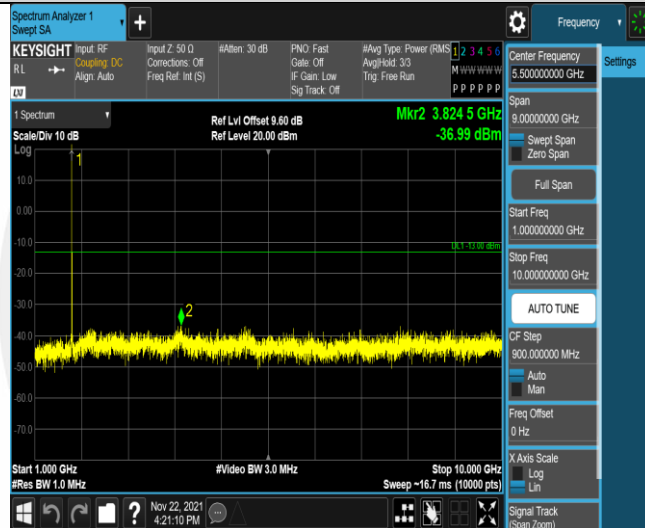 Spectrum Analyzer 1
Swept SA
+
Frequency
KEYSIGHT
RL
LXI
Input: RF
Coupling: DC
Align: Auto
Input Z: 50 Ω
Corrections: Off
Freq Ref: Int (S)
#Atten: 30 dB
PNO: Fast
Gate: Off
IF Gain: Low
Sig Track: Off
#Avg Type: Power (RMS
Avg|Hold: 3/3
Trig: Free Run
1 2 3 4 5 6
M W W W W W
P P P P P P
1 Spectrum
Scale/Div 10 dB
Log
Ref Lvl Offset 9.60 dB
Ref Level 20.00 dBm
Mkr2 3.824 5 GHz
-36.99 dBm
1
10.0
0.00
-10.0
DL1 -13.00 dBm
-20.0
-30.0
2
-40.0
-50.0
-60.0
-70.0
Start 1.000 GHz
#Res BW 1.0 MHz
#Video BW 3.0 MHz
Stop 10.000 GHz
Sweep ~16.7 ms (10000 pts)
Nov 22, 2021
4:21:10 PM
?
Center Frequency
5.500000000 GHz
Settings
Span
9.00000000 GHz
Swept Span
Zero Span
Full Span
Start Freq
1.000000000 GHz
Stop Freq
10.000000000 GHz
AUTO TUNE
CF Step
900.000000 MHz
Auto
Man
Freq Offset
0 Hz
X Axis Scale
Log
Lin
Signal Track
(Span Zoom)